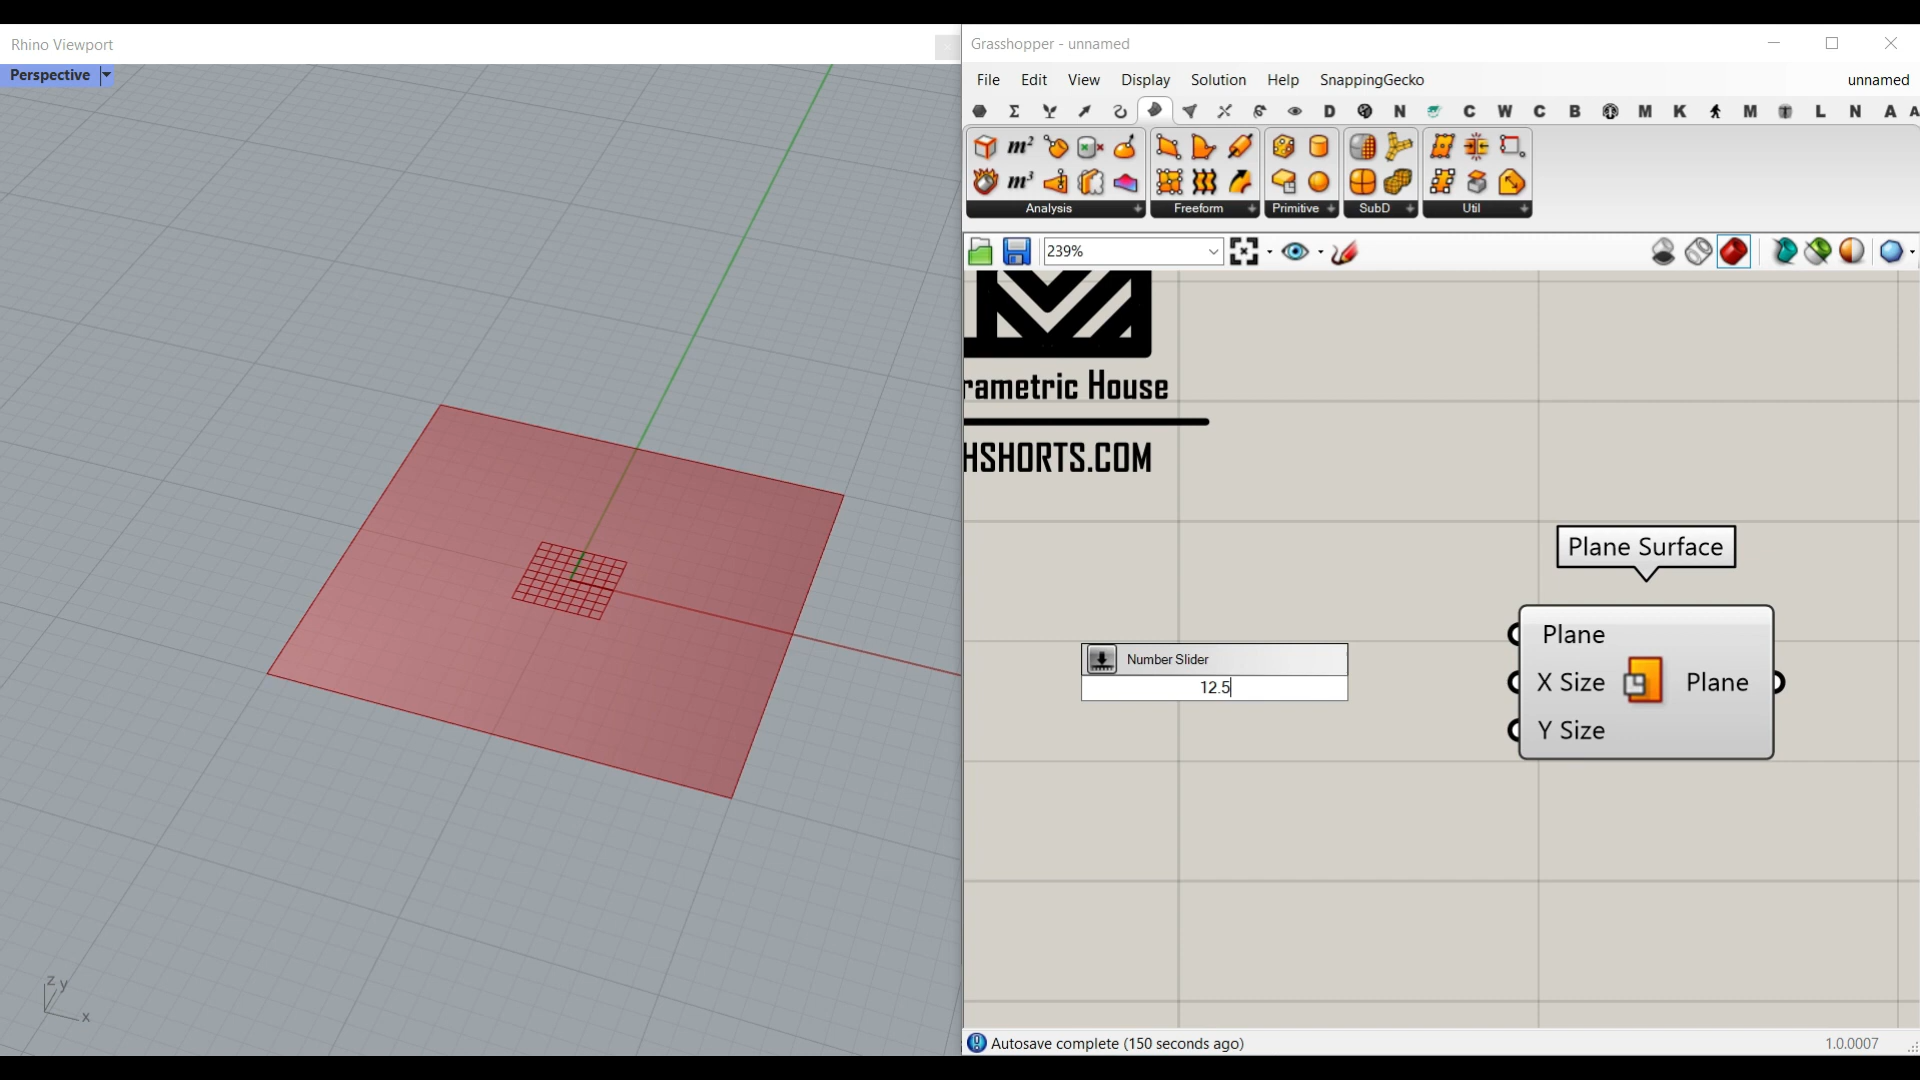 Rhino Viewport
Perspective
z y
x
Grasshopper - unnamed
File Edit View Display Solution Help SnappingGecko unnamed
D N C W C B M K M L N A A
m² m³
Analysis Freeform Primitive SubD Util
239%
rametric House
HSHORTS.COM
Plane Surface
Number Slider
12.5
Plane
X Size Plane
Y Size
Autosave complete (150 seconds ago) 1.0.0007